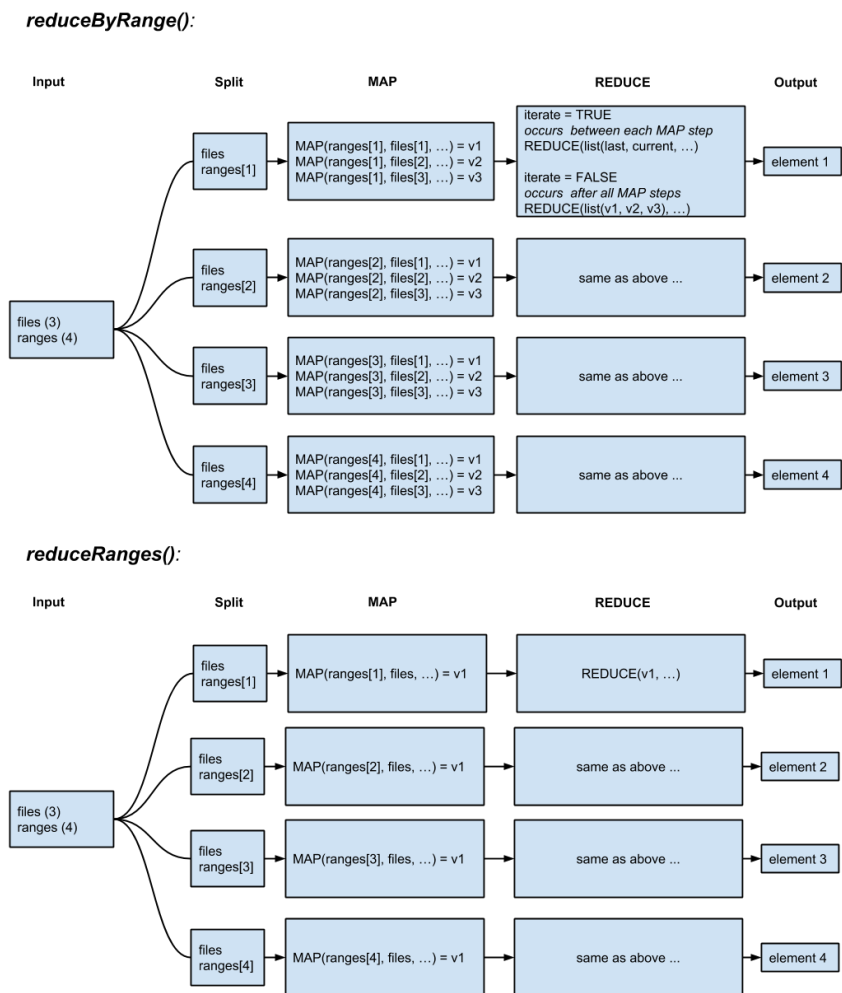 reduceByRange():
Input
Split
MAP
REDUCE
Output
files (3)
ranges (4)
files
ranges[1]
MAP(ranges[1], files[1], …) = v1
MAP(ranges[1], files[2], …) = v2
MAP(ranges[1], files[3], …) = v3
iterate = TRUE
occurs between each MAP step
REDUCE(list(last, current, …)
iterate = FALSE
occurs after all MAP steps
REDUCE(list(v1, v2, v3), …)
element 1
files
ranges[2]
MAP(ranges[2], files[1], …) = v1
MAP(ranges[2], files[2], …) = v2
MAP(ranges[2], files[3], …) = v3
same as above ...
element 2
files
ranges[3]
MAP(ranges[3], files[1], …) = v1
MAP(ranges[3], files[2], …) = v2
MAP(ranges[3], files[3], …) = v3
same as above ...
element 3
files
ranges[4]
MAP(ranges[4], files[1], …) = v1
MAP(ranges[4], files[2], …) = v2
MAP(ranges[4], files[3], …) = v3
same as above ...
element 4
reduceRanges():
Input
Split
MAP
REDUCE
Output
files (3)
ranges (4)
files
ranges[1]
MAP(ranges[1], files, …) = v1
REDUCE(v1, …)
element 1
files
ranges[2]
MAP(ranges[2], files, …) = v1
same as above ...
element 2
files
ranges[3]
MAP(ranges[3], files, …) = v1
same as above ...
element 3
files
ranges[4]
MAP(ranges[4], files, …) = v1
same as above ...
element 4